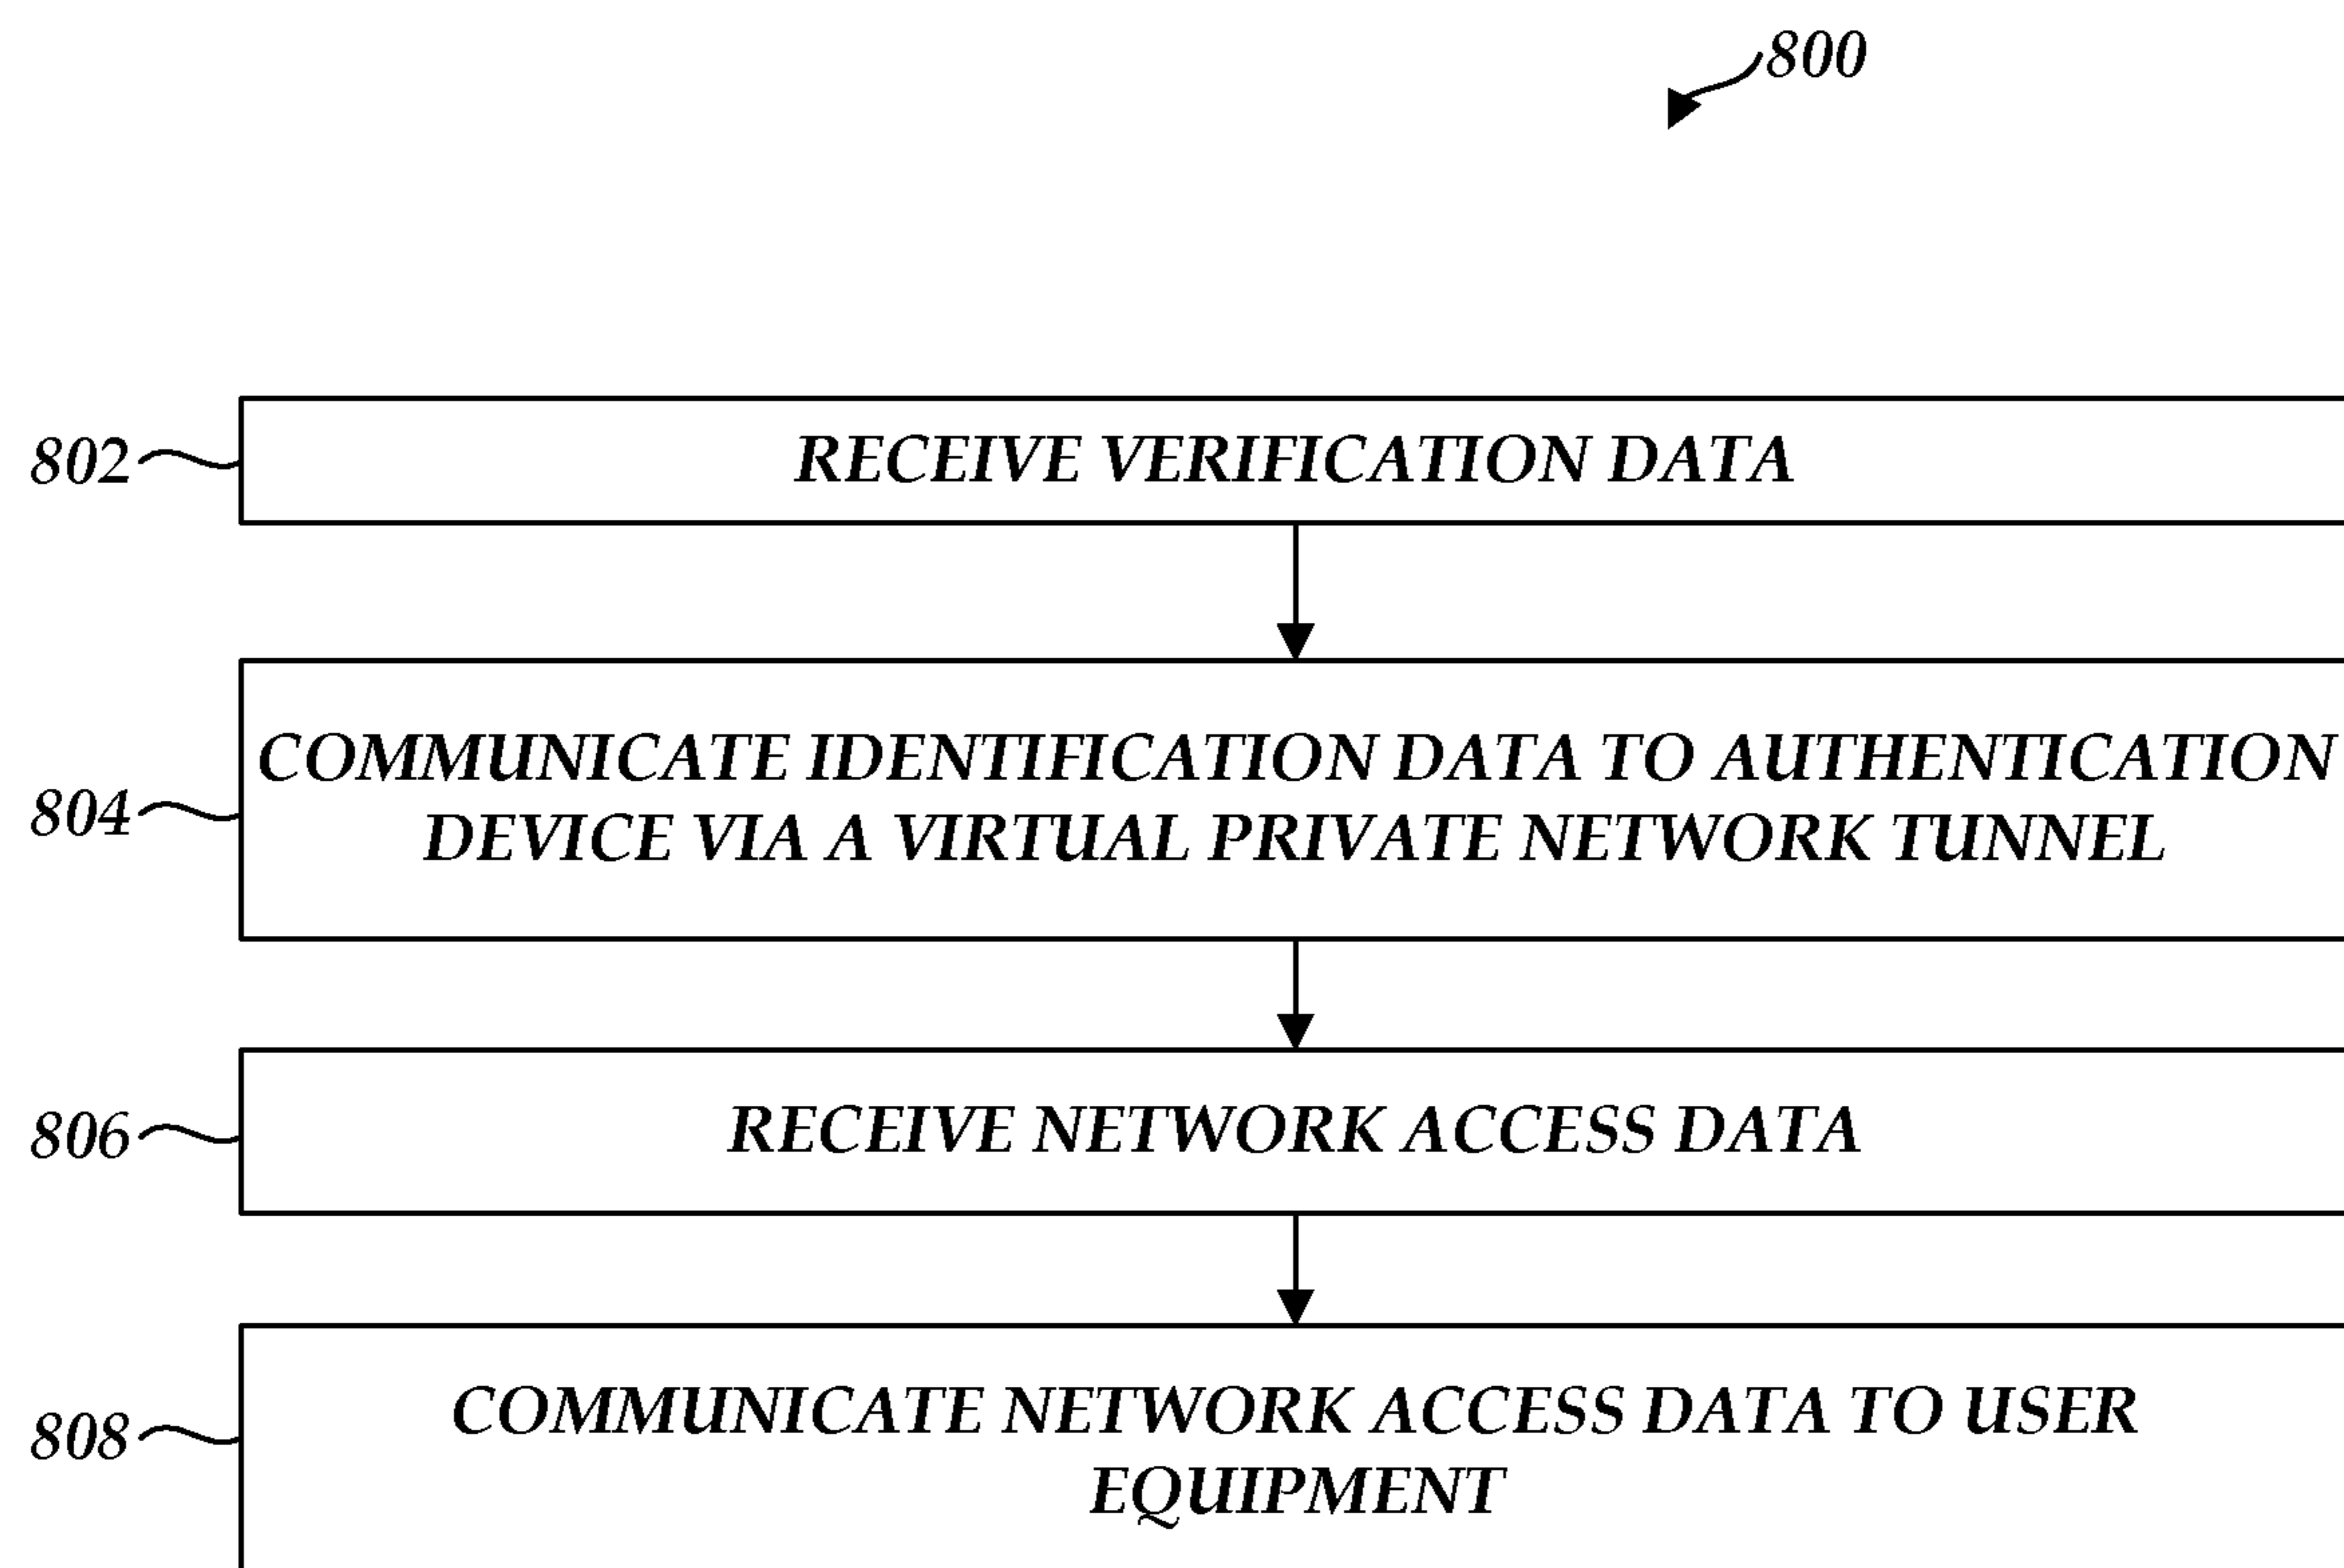 800
802 RECEIVE VERIFICATION DATA
COMMUNICATE IDENTIFICATION DATA TO AUTHENTICATION
804 DEVICE VIA A VIRTUAL PRIVATE NETWORK TUNNEL
806 RECEIVE NETWORK ACCESS DATA
COMMUNICATE NETWORK ACCESS DATA TO USER
808
EQUIPMENT